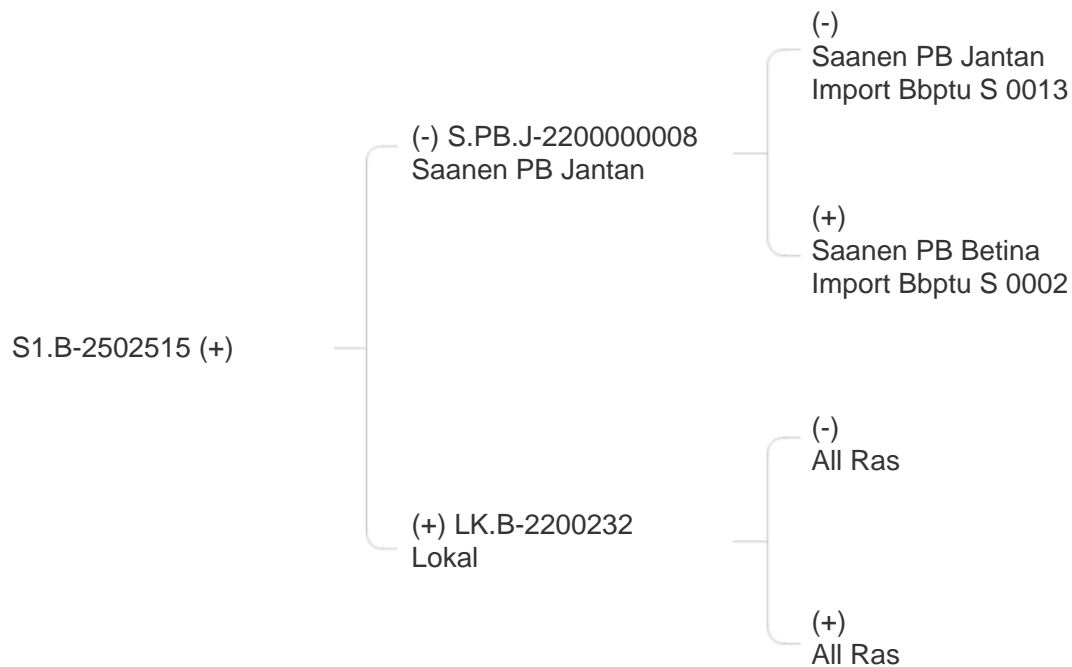 (-)
Saanen PB Jantan
Import Bbptu S 0013
(-) S.PB.J-2200000008
Saanen PB Jantan
(+)
Saanen PB Betina
Import Bbptu S 0002
S1.B-2502515 (+)
(-)
All Ras
(+) LK.B-2200232
Lokal
(+)
All Ras